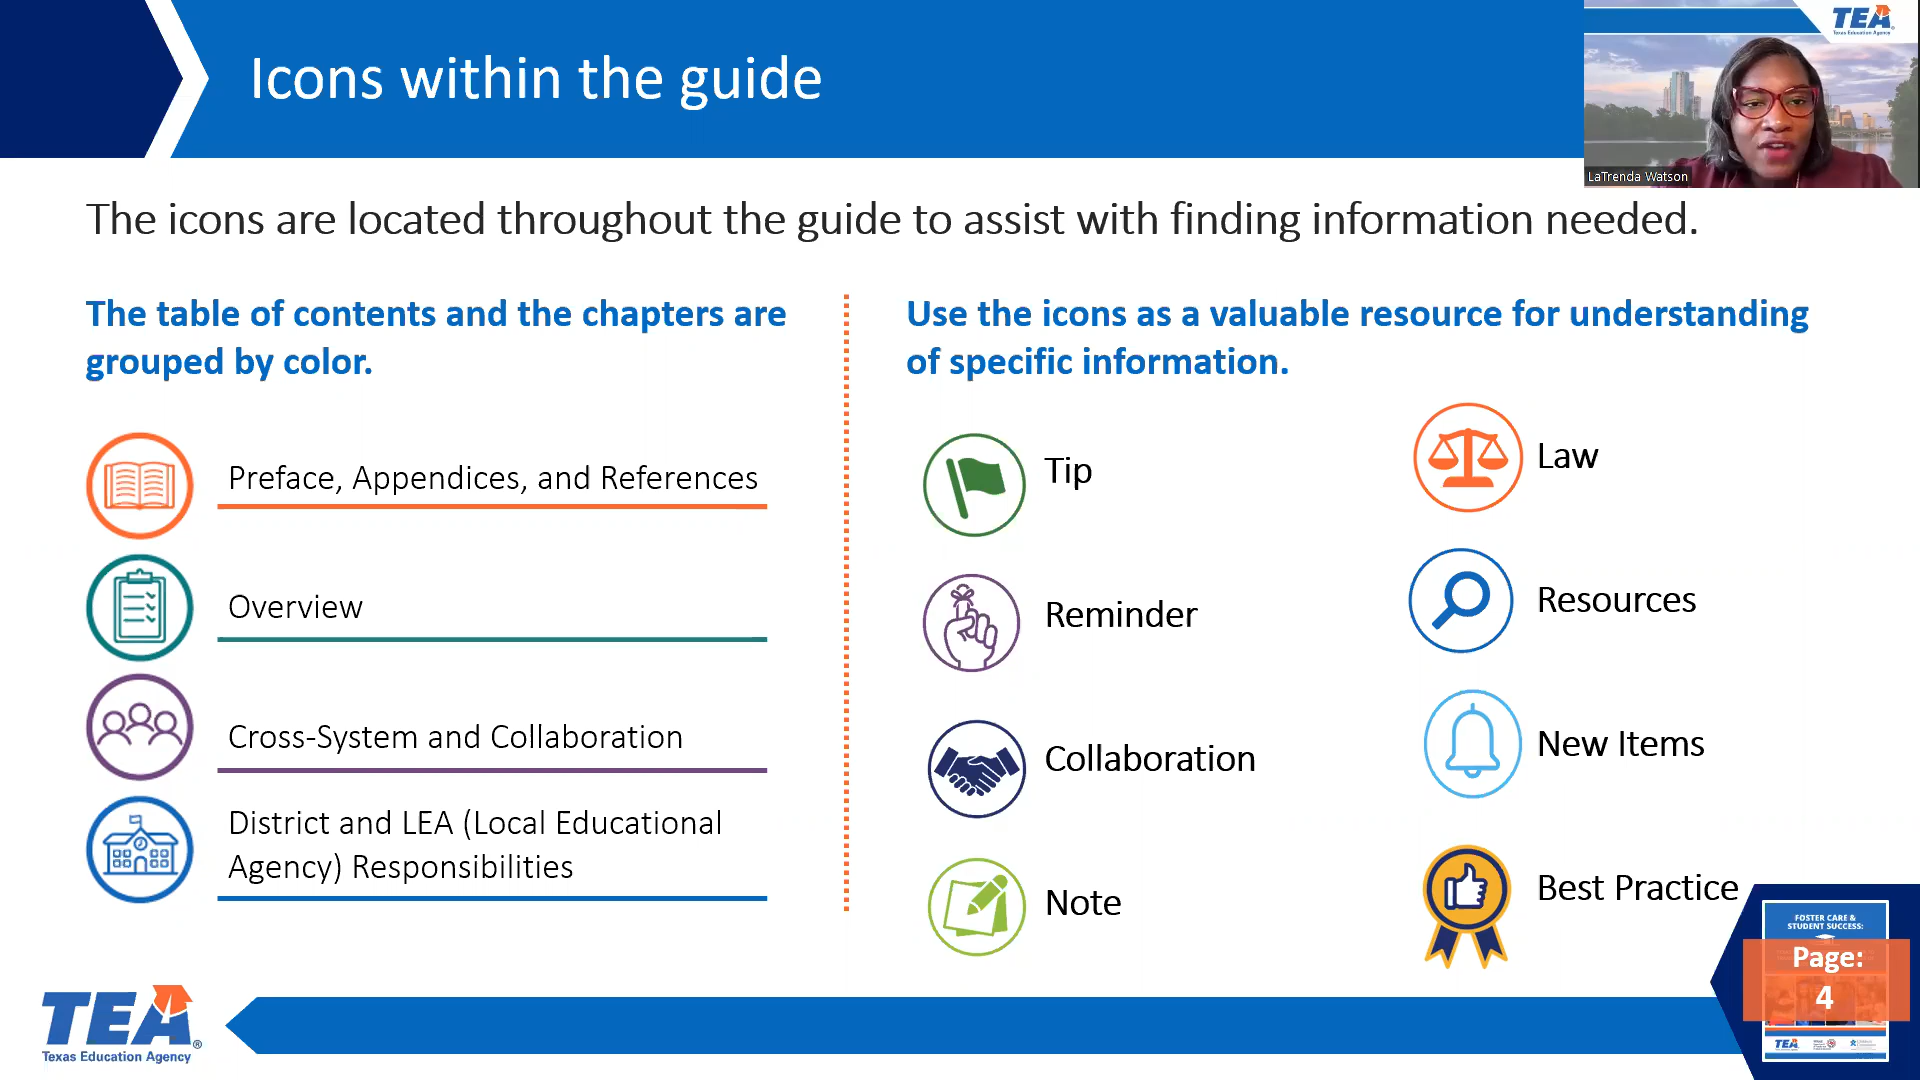 Icons within the guide
TEA
Texas Education Agency
LaTrenda Watson
The icons are located throughout the guide to assist with finding information needed.
The table of contents and the chapters are
grouped by color.
Preface, Appendices, and References
Overview
Cross-System and Collaboration
District and LEA (Local Educational
Agency) Responsibilities
Use the icons as a valuable resource for understanding
of specific information.
Tip
Reminder
Collaboration
Note
Law
Resources
New Items
Best Practice
FOSTER CARE &
STUDENT SUCCESS:
Page:
4
TEA
TEA®
Texas Education Agency